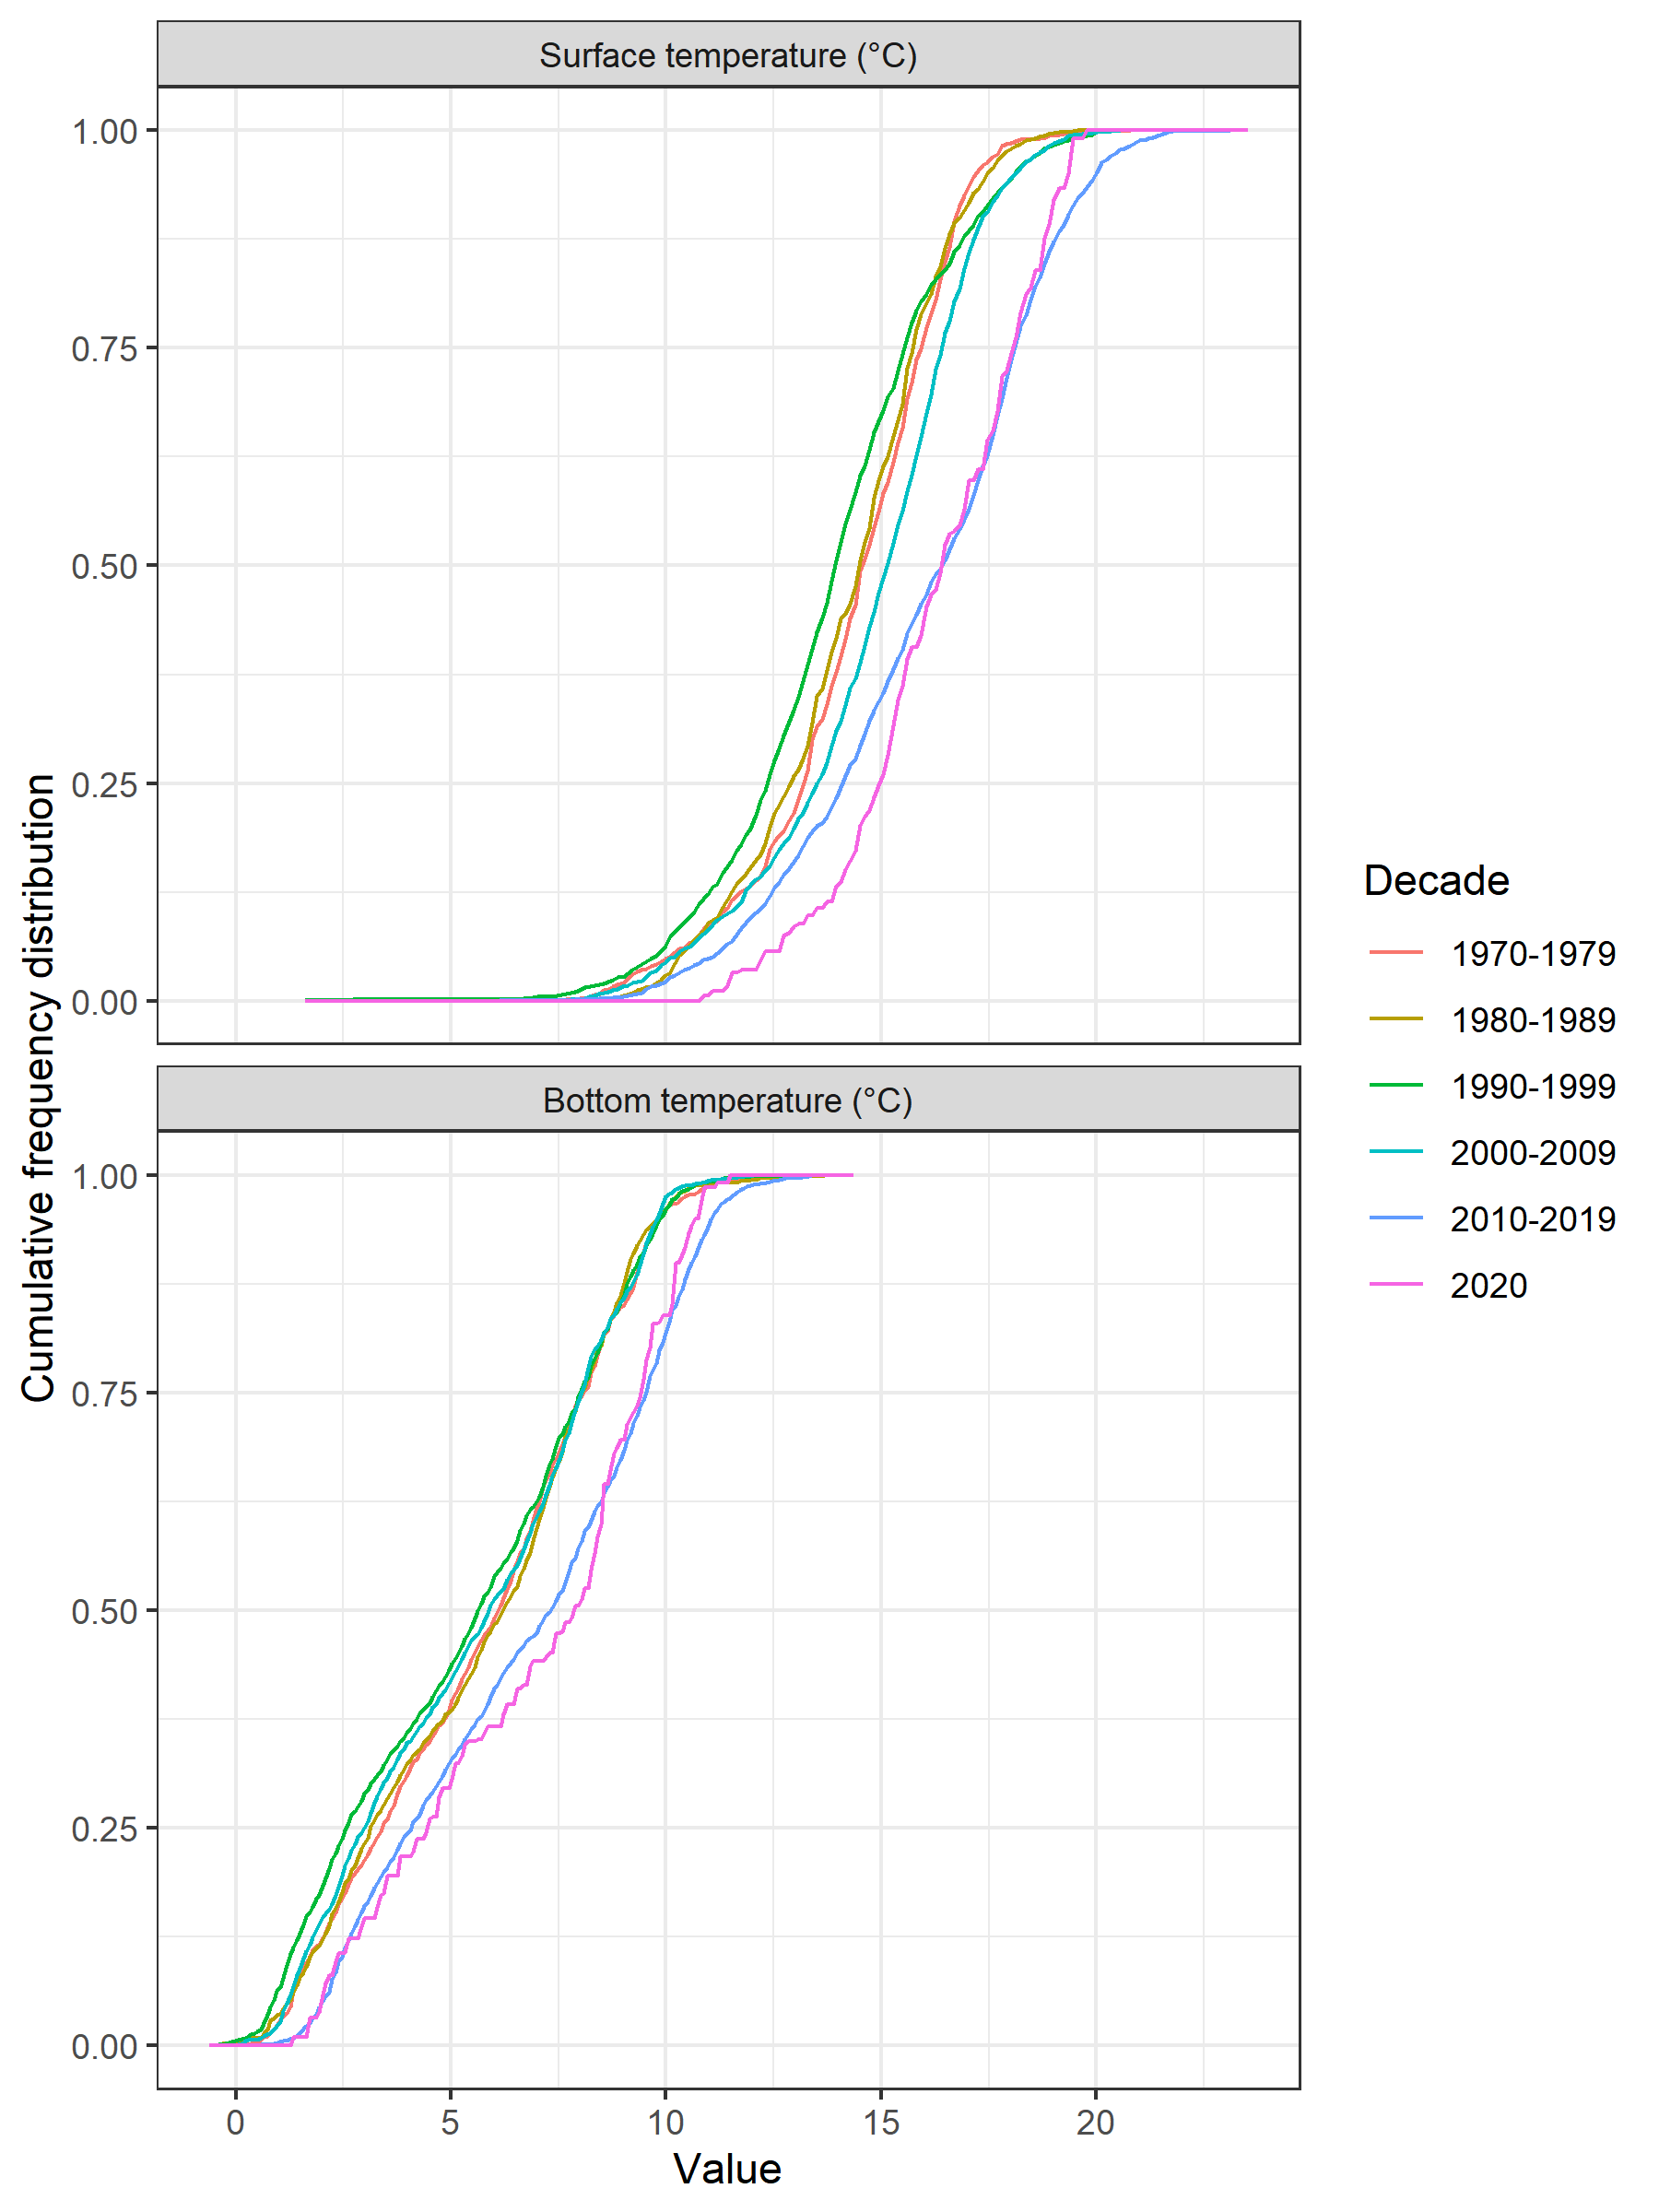 Surface temperature (°C)
1.00
0.75
0.50
0.25
0.00
Bottom temperature (°C)
1.00
0.75
0.50
0.25
0.00
0 5 10 15 20
Value
Cumulative frequency distribution
Decade
1970-1979
1980-1989
1990-1999
2000-2009
2010-2019
2020